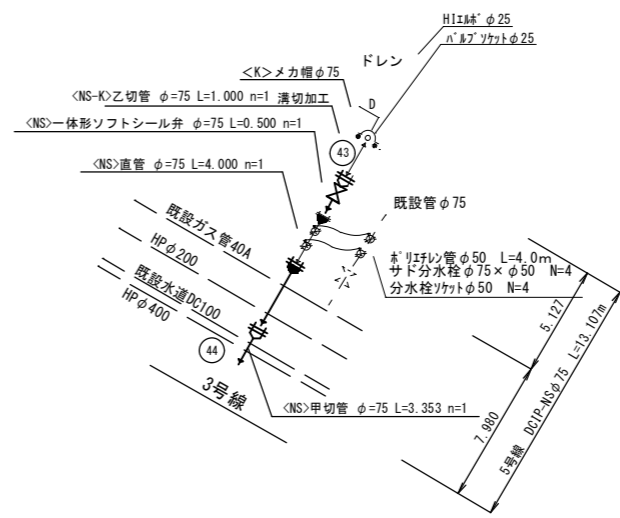 HIｴﾙﾎﾞφ25
ﾊﾞﾙﾌﾞｿｹｯﾄφ25
ドレン
<K>メカ帽φ75
D
<NS-K>乙切管 φ=75 L=1.000 n=1 溝切加工
<NS>一体形ソフトシール弁 φ=75 L=0.500 n=1
43
<NS>直管 φ=75 L=4.000 n=1
既設管φ75
既設ガス管40A
HPφ200
既設水道DC100
HPφ400
ﾎﾟﾘｴﾁﾚﾝ管φ50 L=4.0m
サドル分水栓φ75×φ50 N=4
分水栓ｿｹｯﾄφ50 N=4
44
3号線
<NS>甲切管 φ=75 L=3.353 n=1
5.127
7.980
5号線 DCIP-NSφ75 L=13.107m